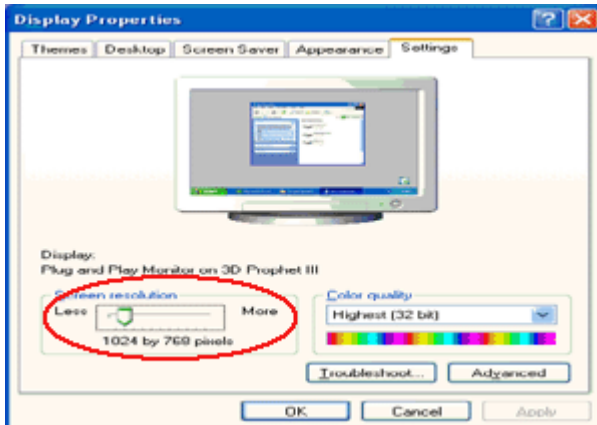 Display Properties
Themes Desktop Screen Saver Appearance Settings
Display:
Plug and Play Monitor on 3D Prophet III
Screen resolution
Less More
1024 by 768 pixels
Color quality
Highest (32 bit)
Troubleshoot... Advanced
OK Cancel Apply